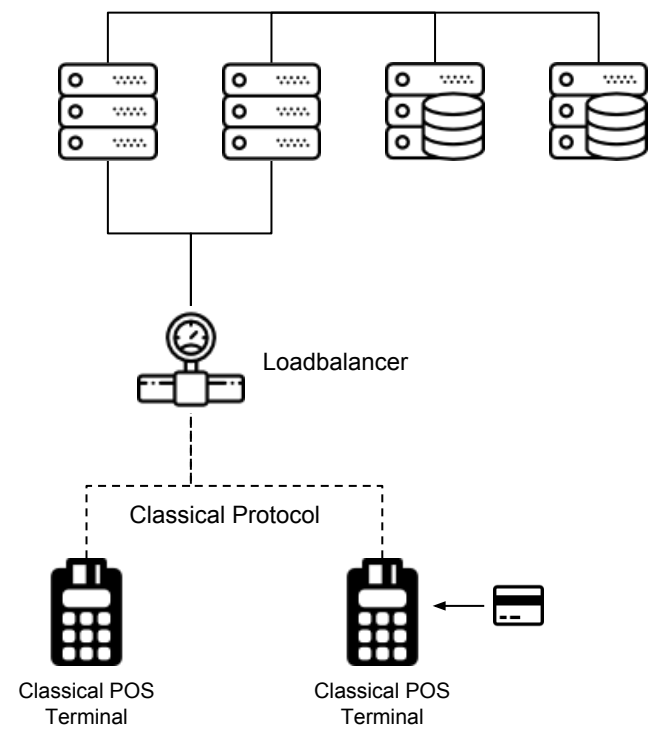 Loadbalancer
Classical Protocol
Classical POS
Terminal
Classical POS
Terminal